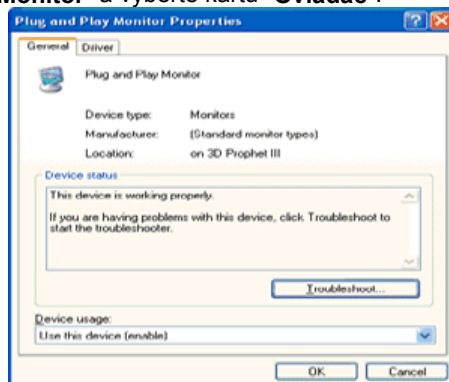 Monitor" a vyberte kartu "Ovladač".
Plug and Play Monitor Properties
General Driver
Plug and Play Monitor
Device type: Monitors
Manufacturer: (Standard monitor types)
Location: on 3D Prophet III
Device status
This device is working properly.
If you are having problems with this device, click Troubleshoot to
start the troubleshooter.
Troubleshoot...
Device usage:
Use this device (enable)
OK Cancel